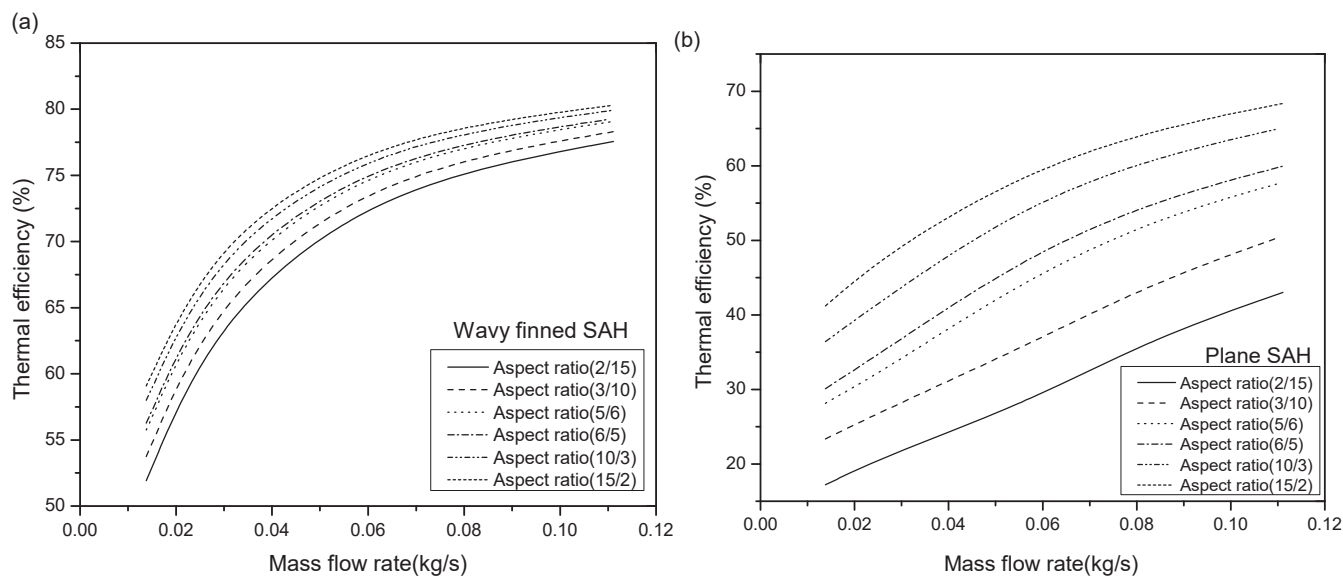 (a)
85
80
75
70
65
60
55
50
Thermal efficiency (%)
0.00 0.02 0.04 0.06 0.08 0.10 0.12
Mass flow rate(kg/s)
Wavy finned SAH
Aspect ratio(2/15)
Aspect ratio(3/10)
Aspect ratio(5/6)
Aspect ratio(6/5)
Aspect ratio(10/3)
Aspect ratio(15/2)
(b)
70
60
50
40
30
20
Thermal efficiency (%)
0.00 0.02 0.04 0.06 0.08 0.10 0.12
Mass flow rate(kg/s)
Plane SAH
Aspect ratio(2/15)
Aspect ratio(3/10)
Aspect ratio(5/6)
Aspect ratio(6/5)
Aspect ratio(10/3)
Aspect ratio(15/2)